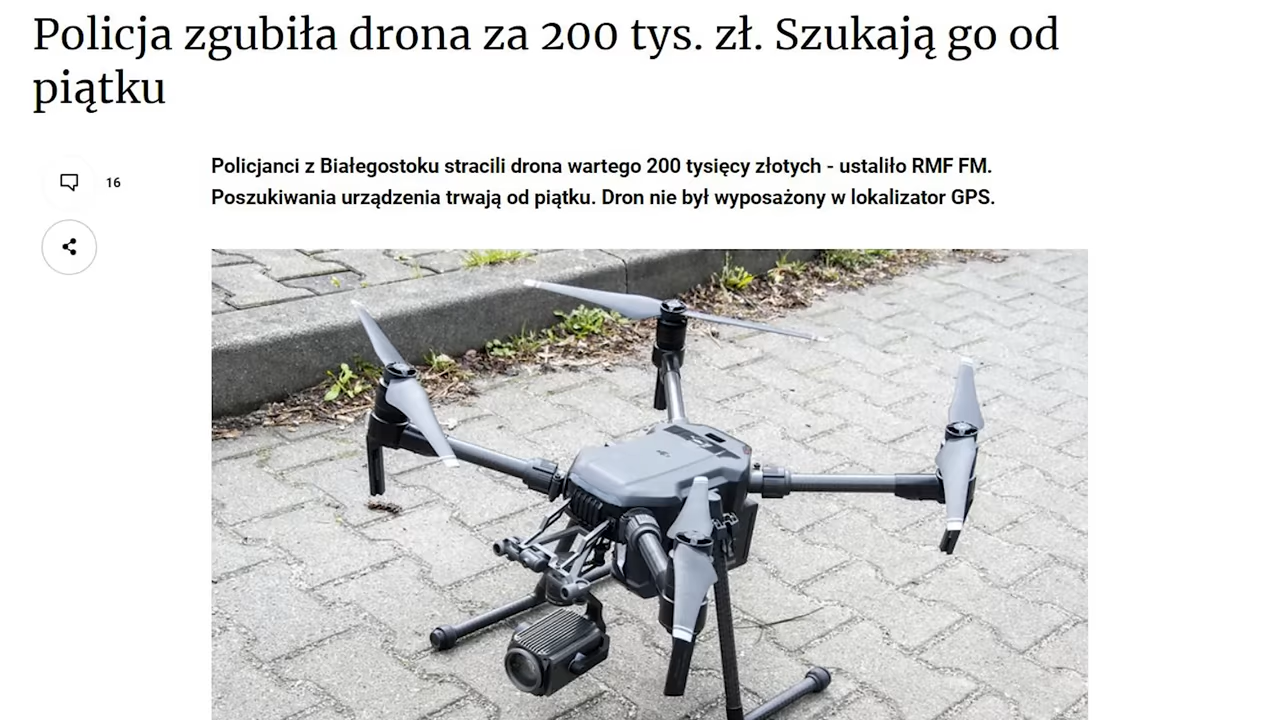 Policja zgubiła drona za 200 tys. zł. Szukają go od
piątku
16
Policjanci z Białegostoku stracili drona wartego 200 tysięcy złotych - ustaliło RMF FM.
Poszukiwania urządzenia trwają od piątku. Dron nie był wyposażony w lokalizator GPS.